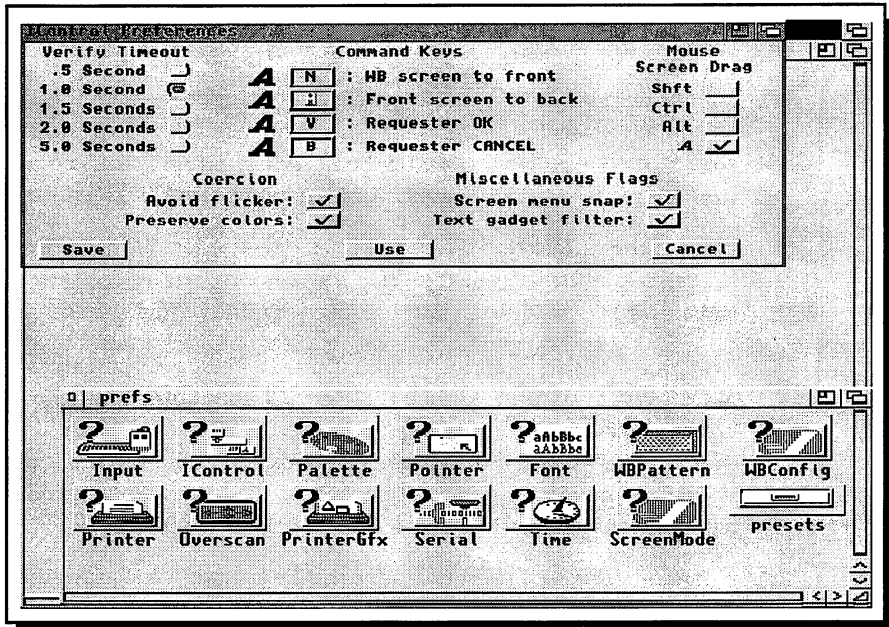 IControl Preferences
Verify Timeout
Command Keys
Mouse
Screen Drag
.5 Second
1.0 Second
1.5 Seconds
2.0 Seconds
5.0 Seconds
A N : WB screen to front
A : Front screen to back
A V : Requester OK
A B : Requester CANCEL
Shft
Ctrl
Alt
A
Coercion
Miscellaneous Flags
Avoid flicker:
Screen menu snap:
Preserve colors:
Text gadget filter:
Save
Use
Cancel
prefs
? ? ? ? ? aAbBbc aAbBbc ? ?
Input IControl Palette Pointer Font WBPattern WBConfig
? ? ? ? ? ?
Printer Overscan PrinterGfx Serial Time ScreenMode presets